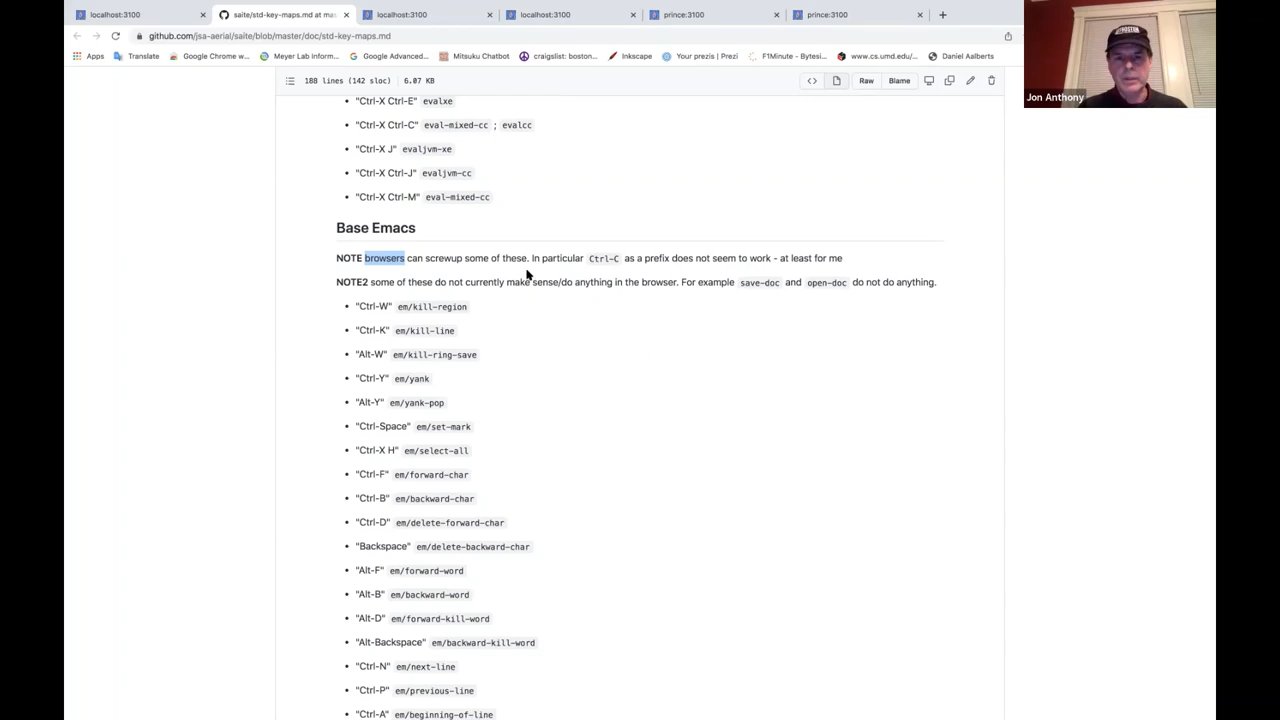 localhost:3100
saite/std-key-maps.md at mas
localhost:3100
localhost:3100
prince:3100
prince:3100
github.com/jsa-aerial/saite/blob/master/doc/std-key-maps.md
Apps
Translate
Google Chrome w...
Meyer Lab Infor...
Google Advanced...
Mitsuku Chatbot
craigslist: boston...
Inkscape
Your prezis | Prezi
F1Minute - By8tes...
www.cs.umd.edu/...
Daniel Aalberts
188 lines (142 sloc) 6.07 KB
Raw
Blame
Jon Anthony
• "Ctrl-X Ctrl-E" evalxe
• "Ctrl-X Ctrl-C" eval-mixed-cc ; evalcc
• "Ctrl-X J" evaljvm-xe
• "Ctrl-X Ctrl-J" evaljvm-cc
• "Ctrl-X Ctrl-M" eval-mixed-cc
Base Emacs
NOTE browsers can screwup some of these. In particular Ctrl-C as a prefix does not seem to work - at least for me
NOTE2 some of these do not currently make sense/do anything in the browser. For example save-doc and open-doc do not do anything.
• "Ctrl-W" em/kill-region
• "Ctrl-K" em/kill-line
• "Alt-W" em/kill-ring-save
• "Ctrl-Y" em/yank
• "Alt-Y" em/yank-pop
• "Ctrl-Space" em/set-mark
• "Ctrl-X H" em/select-all
• "Ctrl-F" em/forward-char
• "Ctrl-B" em/backward-char
• "Ctrl-D" em/delete-forward-char
• "Backspace" em/delete-backward-char
• "Alt-F" em/forward-word
• "Alt-B" em/backward-word
• "Alt-D" em/forward-kill-word
• "Alt-Backspace" em/backward-kill-word
• "Ctrl-N" em/next-line
• "Ctrl-P" em/previous-line
• "Ctrl-A" em/beginning-of-line